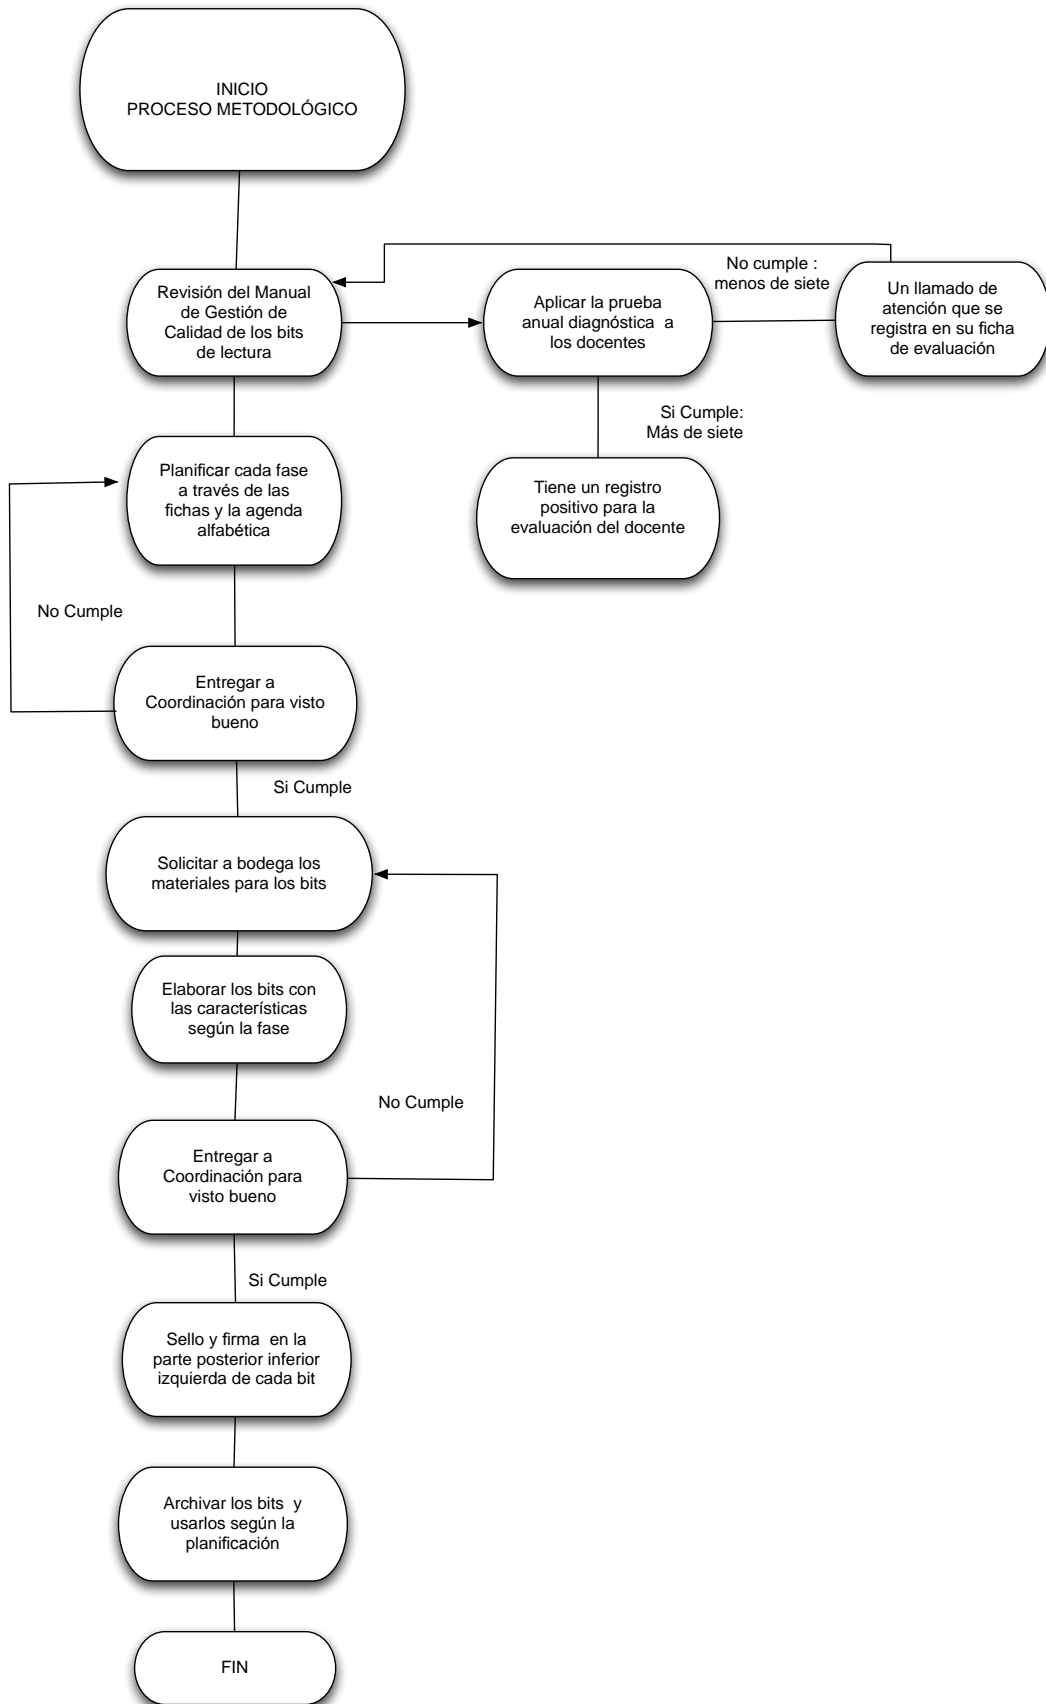 INICIO
PROCESO METODOLÓGICO
Revisión del Manual
de Gestión de
Calidad de los bits
de lectura
Aplicar la prueba
anual diagnóstica a
los docentes
No cumple :
menos de siete
Un llamado de
atención que se
registra en su ficha
de evaluación
Si Cumple:
Más de siete
Tiene un registro
positivo para la
evaluación del docente
Planificar cada fase
a través de las
fichas y la agenda
alfabética
No Cumple
Entregar a
Coordinación para visto
bueno
Si Cumple
Solicitar a bodega los
materiales para los bits
Elaborar los bits con
las características
según la fase
No Cumple
Entregar a
Coordinación para
visto bueno
Si Cumple
Sello y firma en la
parte posterior inferior
izquierda de cada bit
Archivar los bits y
usarlos según la
planificación
FIN